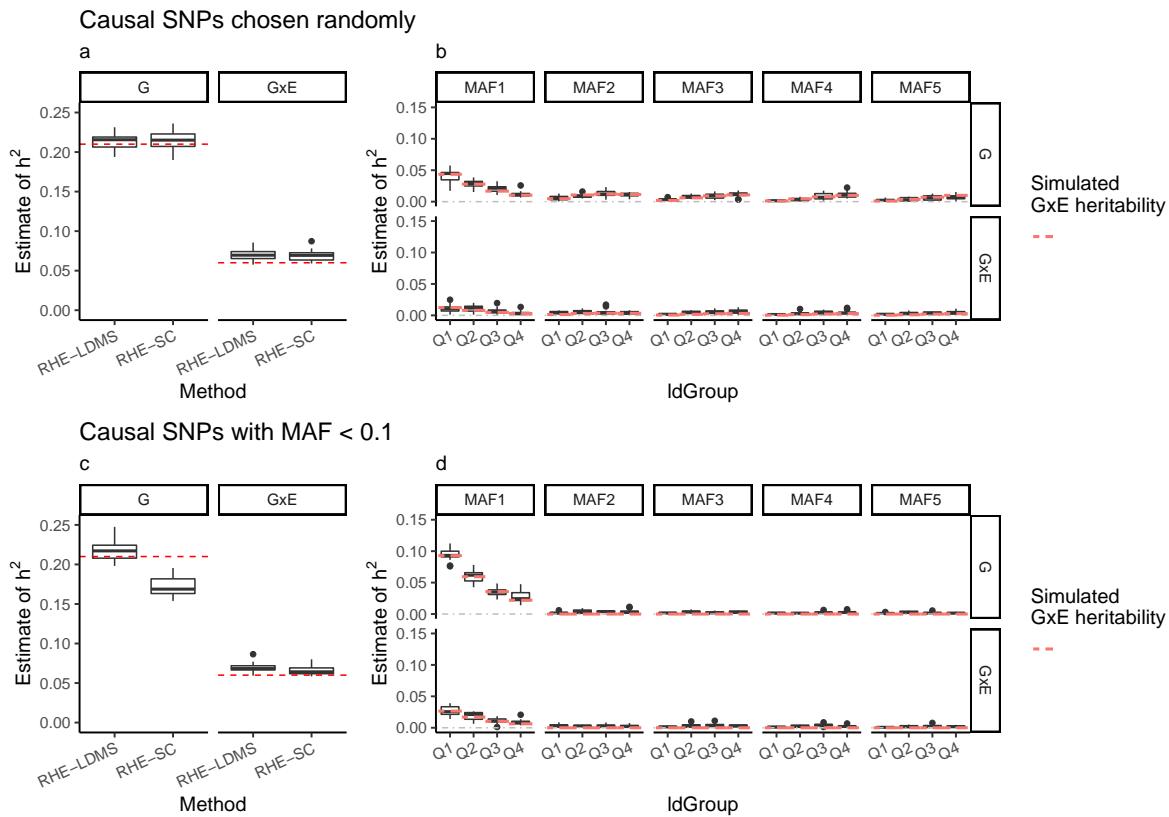 Causal SNPs chosen randomly
a
b
G
GxE
MAF1
MAF2
MAF3
MAF4
MAF5
Estimate of h²
0.25
0.20
0.15
0.10
0.05
0.00
RHE−LDMS
RHE−SC
RHE−LDMS
RHE−SC
Method
Estimate of h²
0.15
0.10
0.05
0.00
G
Estimate of h²
0.15
0.10
0.05
0.00
GxE
Q1 Q2 Q3 Q4
Q1 Q2 Q3 Q4
Q1 Q2 Q3 Q4
Q1 Q2 Q3 Q4
Q1 Q2 Q3 Q4
ldGroup
Simulated
GxE heritability
Causal SNPs with MAF < 0.1
c
d
G
GxE
MAF1
MAF2
MAF3
MAF4
MAF5
Estimate of h²
0.25
0.20
0.15
0.10
0.05
0.00
RHE−LDMS
RHE−SC
RHE−LDMS
RHE−SC
Method
Estimate of h²
0.15
0.10
0.05
0.00
G
Estimate of h²
0.15
0.10
0.05
0.00
GxE
Q1 Q2 Q3 Q4
Q1 Q2 Q3 Q4
Q1 Q2 Q3 Q4
Q1 Q2 Q3 Q4
Q1 Q2 Q3 Q4
ldGroup
Simulated
GxE heritability